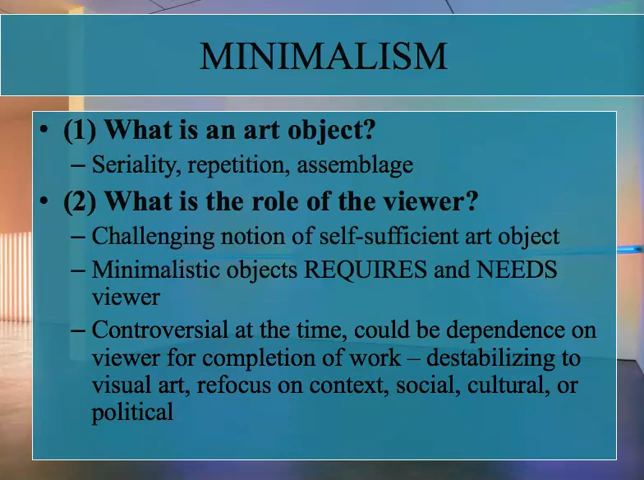 MINIMALISM
• (1) What is an art object?
– Seriality, repetition, assemblage
• (2) What is the role of the viewer?
– Challenging notion of self-sufficient art object
– Minimalistic objects REQUIRES and NEEDS
viewer
– Controversial at the time, could be dependence on
viewer for completion of work – destabilizing to
visual art, refocus on context, social, cultural, or
political